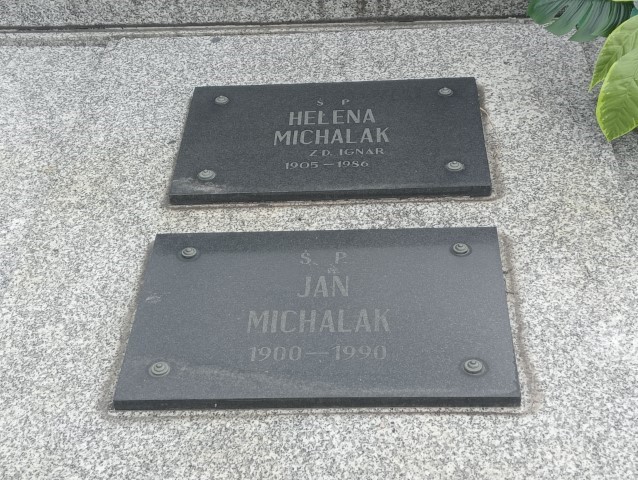 Ś. P.
HELENA
MICHALAK
Z D. IGNAR
1905-1986
Ś. P.
JAN
MICHALAK
1900-1990